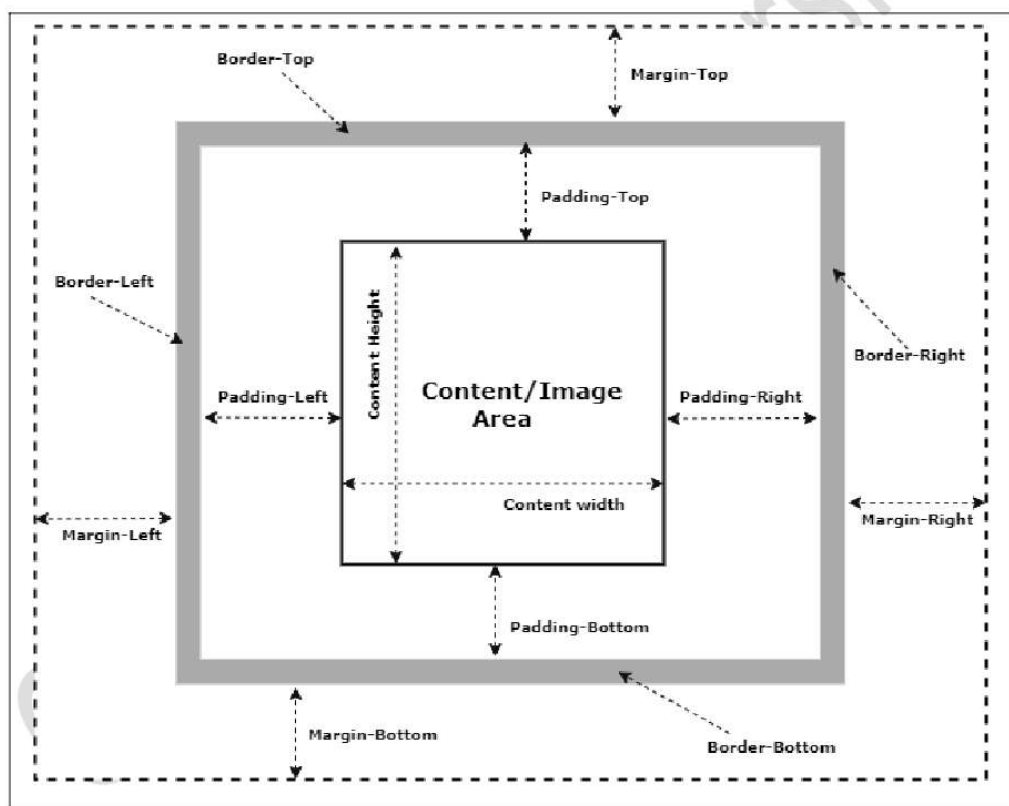 Border-Top
Margin-Top
Padding-Top
Border-Left
Content Height
Border-Right
Content/Image
Area
Padding-Left
Padding-Right
Content width
Margin-Left
Margin-Right
Padding-Bottom
Margin-Bottom
Border-Bottom